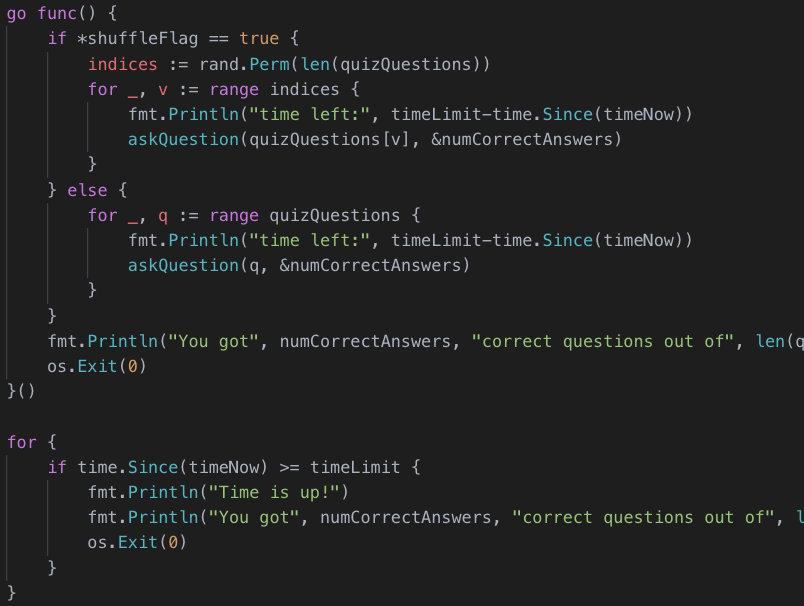 go func() {
    if *shuffleFlag == true {
        indices := rand.Perm(len(quizQuestions))
        for _, v := range indices {
            fmt.Println("time left:", timeLimit-time.Since(timeNow))
            askQuestion(quizQuestions[v], &numCorrectAnswers)
        }
    } else {
        for _, q := range quizQuestions {
            fmt.Println("time left:", timeLimit-time.Since(timeNow))
            askQuestion(q, &numCorrectAnswers)
        }
    }
    fmt.Println("You got", numCorrectAnswers, "correct questions out of", len(q
    os.Exit(0)
}()

for {
    if time.Since(timeNow) >= timeLimit {
        fmt.Println("Time is up!")
        fmt.Println("You got", numCorrectAnswers, "correct questions out of", l
        os.Exit(0)
    }
}